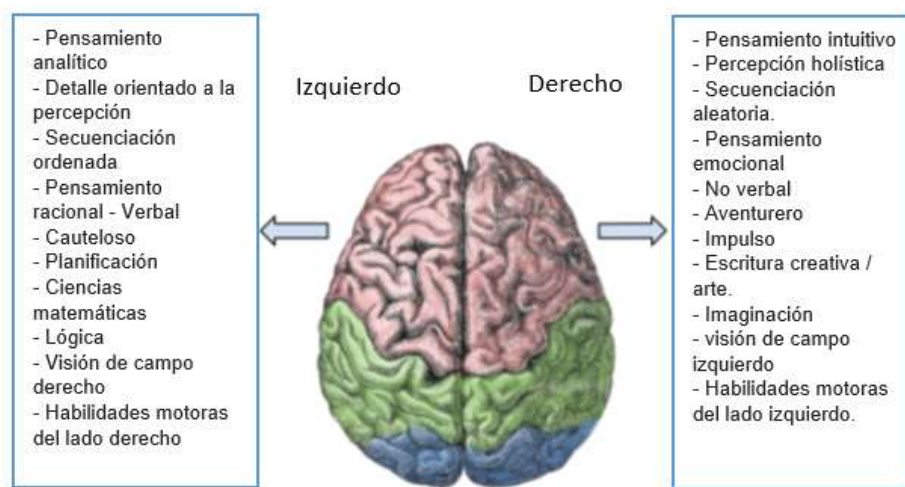 - Pensamiento
analítico
- Detalle orientado a la
percepción
- Secuenciación
ordenada
- Pensamiento
racional - Verbal
- Cauteloso
- Planificación
- Ciencias
matemáticas
- Lógica
- Visión de campo
derecho
- Habilidades motoras
del lado derecho
Izquierdo
Derecho
- Pensamiento intuitivo
- Percepción holística
- Secuenciación
aleatoria.
- Pensamiento
emocional
- No verbal
- Aventurero
- Impulso
- Escritura creativa /
arte.
- Imaginación
- visión de campo
izquierdo
- Habilidades motoras
del lado izquierdo.